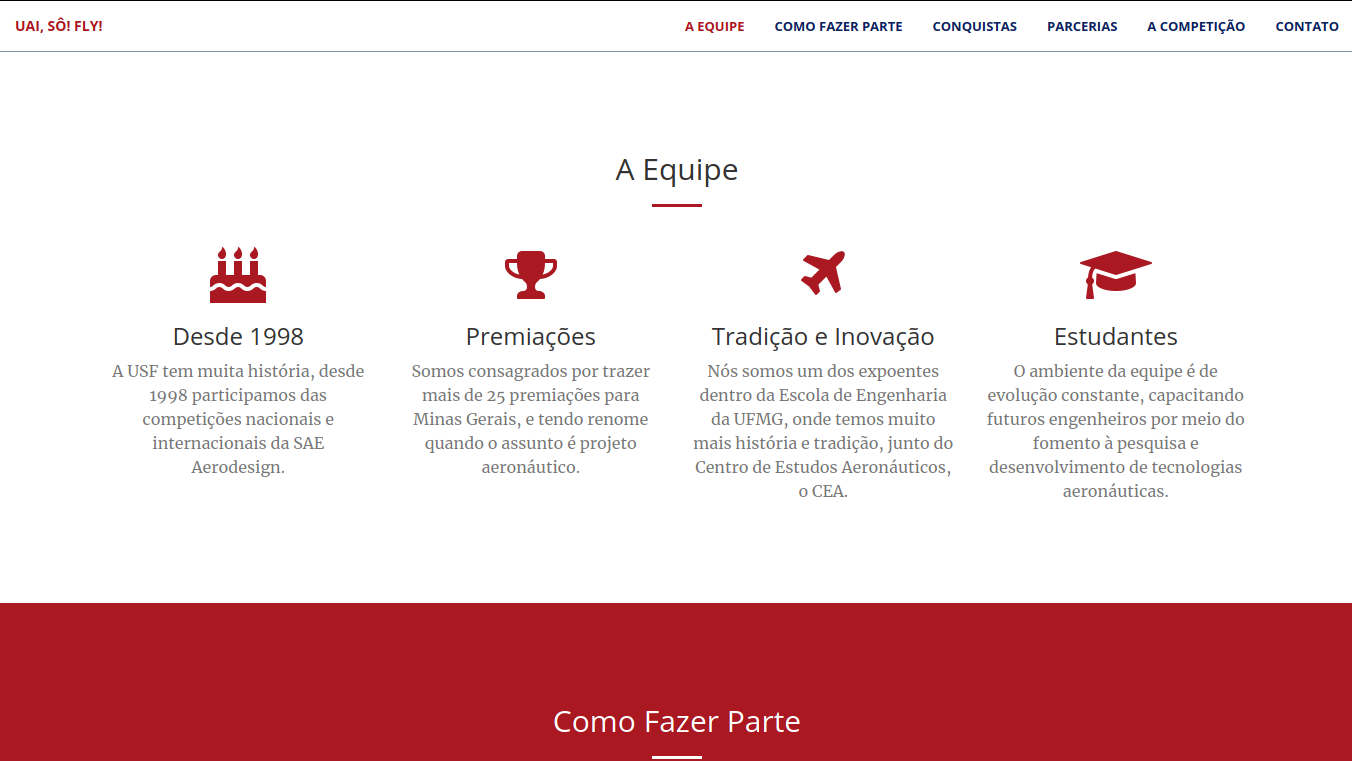 UAI, SÔ! FLY!
A EQUIPE
COMO FAZER PARTE
CONQUISTAS
PARCERIAS
A COMPETIÇÃO
CONTATO
A Equipe
Desde 1998
A USF tem muita história, desde
1998 participamos das
competições nacionais e
internacionais da SAE
Aerodesign.
Premiações
Somos consagrados por trazer
mais de 25 premiações para
Minas Gerais, e tendo renome
quando o assunto é projeto
aeronáutico.
Tradição e Inovação
Nós somos um dos expoentes
dentro da Escola de Engenharia
da UFMG, onde temos muito
mais história e tradição, junto do
Centro de Estudos Aeronáuticos,
o CEA.
Estudantes
O ambiente da equipe é de
evolução constante, capacitando
futuros engenheiros por meio do
fomento à pesquisa e
desenvolvimento de tecnologias
aeronáuticas.
Como Fazer Parte